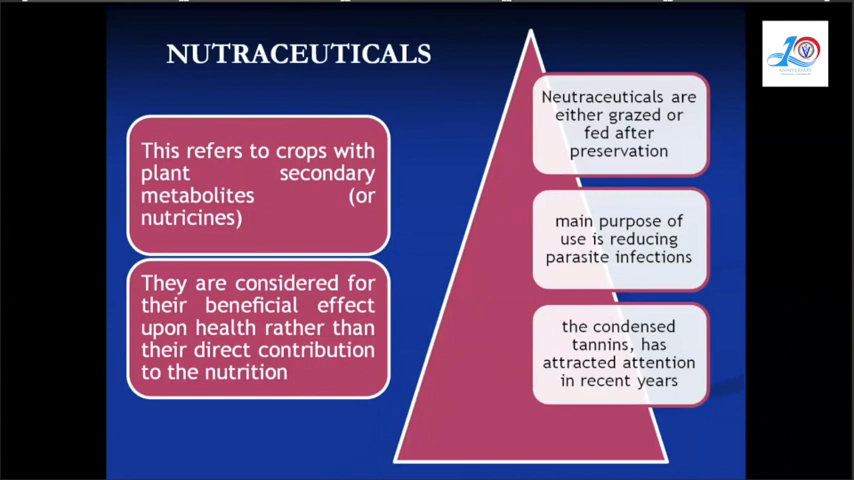 NUTRACEUTICALS
This refers to crops with
plant secondary
metabolites (or
nutricines)
They are considered for
their beneficial effect
upon health rather than
their direct contribution
to the nutrition
Neutraceuticals are
either grazed or
fed after
preservation
main purpose of
use is reducing
parasite infections
the condensed
tannins, has
attracted attention
in recent years
10
ANNIVERSARY